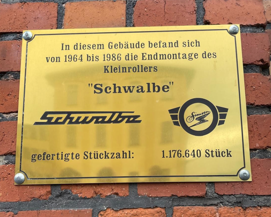 In diesem Gebäude befand sich
von 1964 bis 1986 die Endmontage des
Kleinrollers
"Schwalbe"
Schwalbe
Simson
gefertigte Stückzahl: 1.176.640 Stück